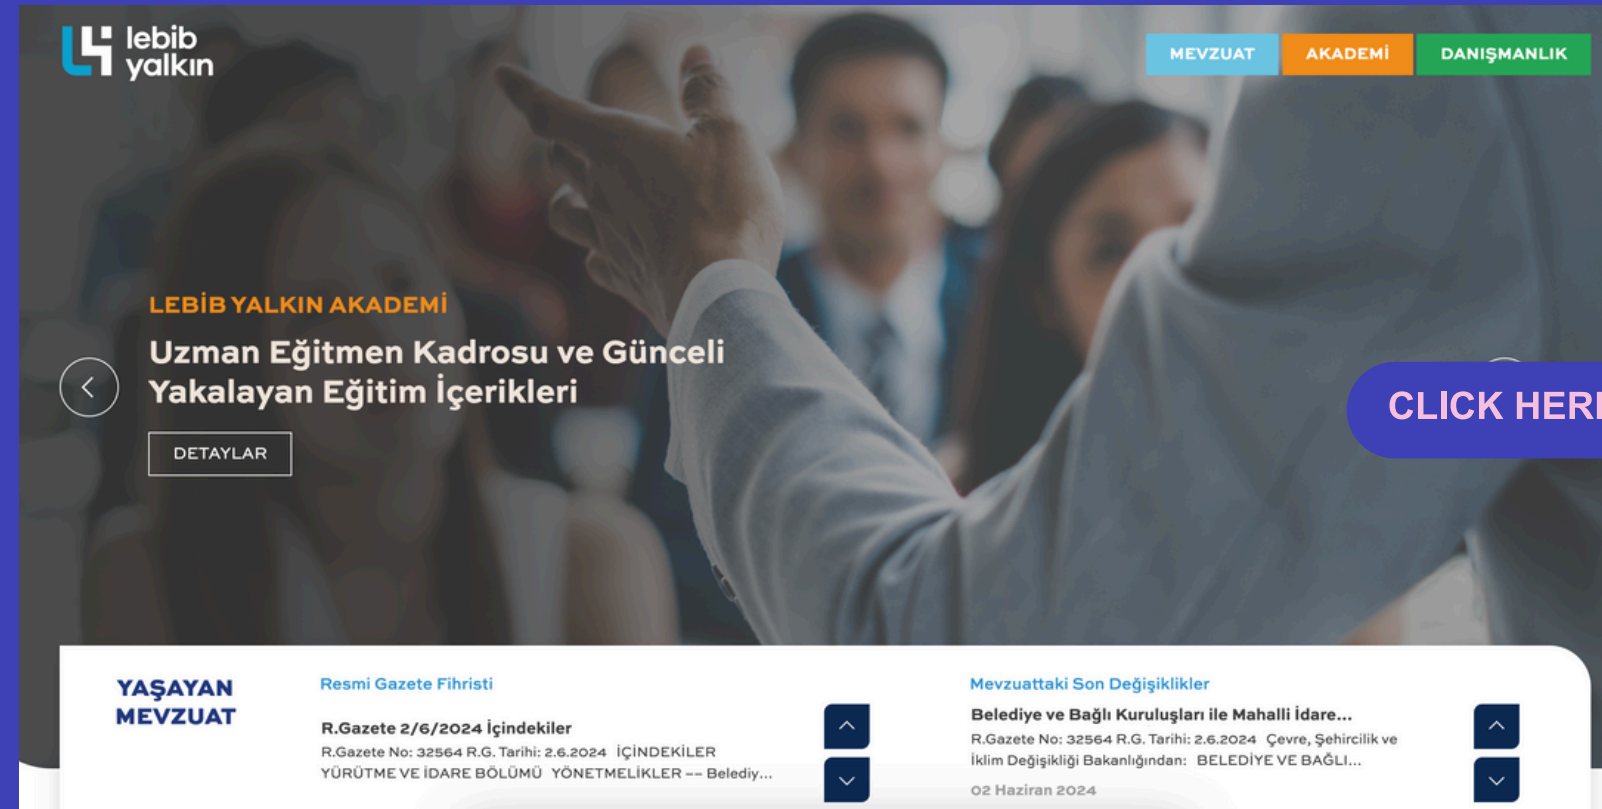 lebib
yalkın
MEVZUAT
AKADEMİ
DANIŞMANLIK
LEBİB YALKIN AKADEMİ
Uzman Eğitmen Kadrosu ve Günceli
Yakalayan Eğitim İçerikleri
DETAYLAR
CLICK
YAŞAYAN
MEVZUAT
Resmi Gazete Fihristi
R.Gazete 2/6/2024 İçindekiler
R.Gazete No: 32564 R.G. Tarihi: 2.6.2024 İÇİNDEKİLER
YÜRÜTME VE İDARE BÖLÜMÜ YÖNETMELİKLER –– Belediy...
Mevzuattaki Son Değişiklikler
Belediye ve Bağlı Kuruluşları ile Mahalli İdare...
R.Gazete No: 32564 R.G. Tarihi: 2.6.2024 Çevre, Şehircilik ve
İklim Değişikliği Bakanlığından: BELEDİYE VE BAĞLI...
02 Haziran 2024